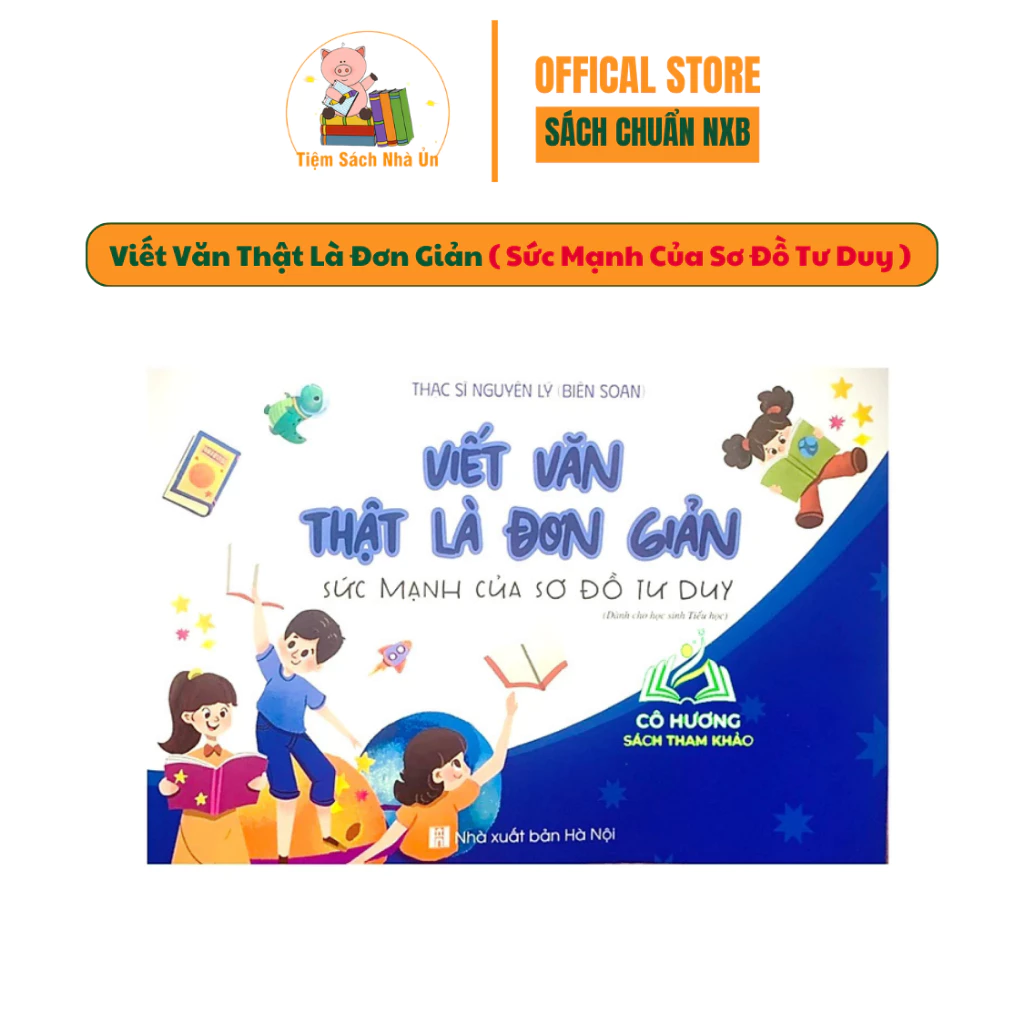 Tiệm Sách Nhà Ủn
OFFICAL STORE
SÁCH CHUẨN NXB
Viết Văn Thật Là Đơn Giản ( Sức Mạnh Của Sơ Đồ Tư Duy )
THẠC SĨ NGUYÊN LÝ (BIÊN SOẠN)
VIẾT VĂN
THẬT LÀ ĐƠN GIẢN
SỨC MẠNH CỦA SƠ ĐỒ TƯ DUY
(Dành cho học sinh Tiểu học)
CÔ HƯƠNG
SÁCH THAM KHẢO
Nhà xuất bản Hà Nội